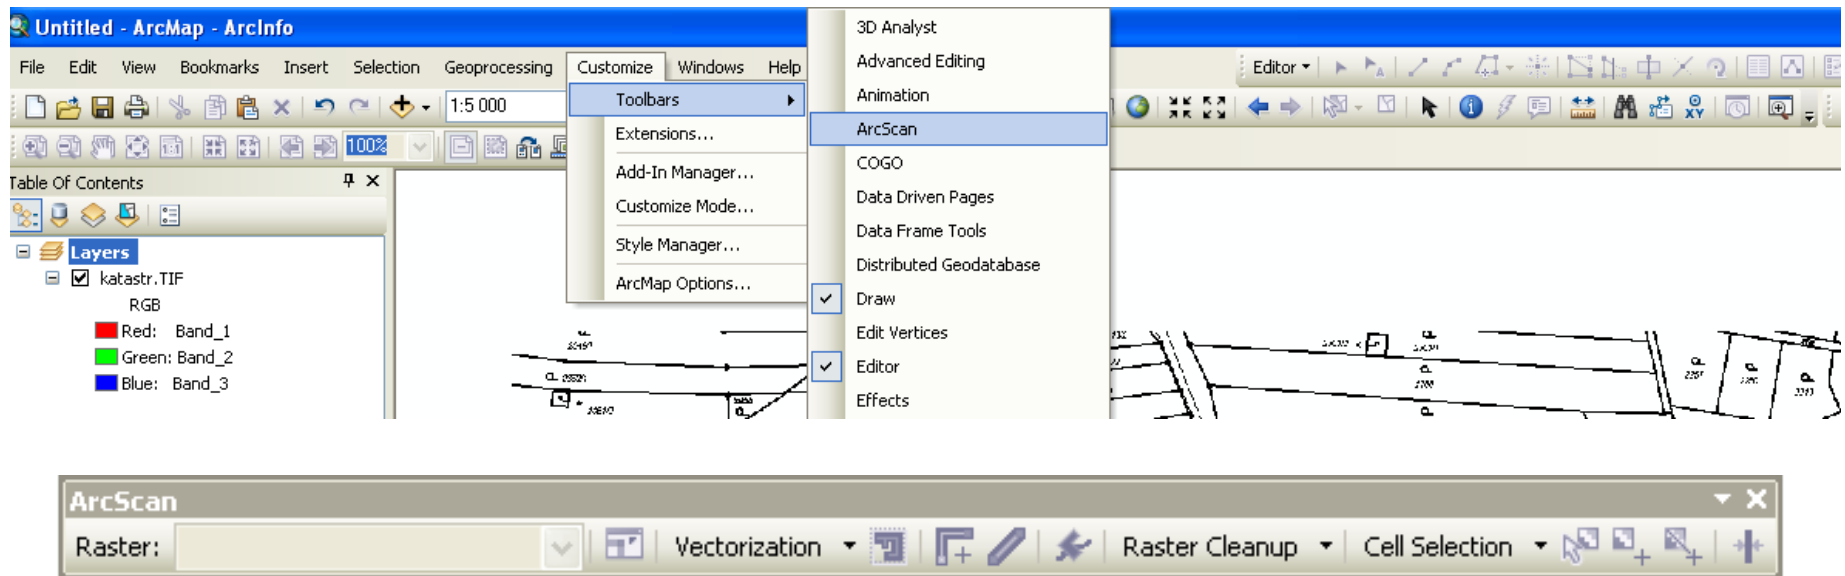 Untitled - ArcMap - ArcInfo
File Edit View Bookmarks Insert Selection Geoprocessing Customize Windows Help
Editor
1:5 000
100%
Toolbars
Extensions...
Add-In Manager...
Customize Mode...
Style Manager...
ArcMap Options...
3D Analyst
Advanced Editing
Animation
ArcScan
COGO
Data Driven Pages
Data Frame Tools
Distributed Geodatabase
Draw
Edit Vertices
Editor
Effects
Table Of Contents
Layers
katastr.TIF
RGB
Red: Band_1
Green: Band_2
Blue: Band_3
ArcScan
Raster: Vectorization Raster Cleanup Cell Selection